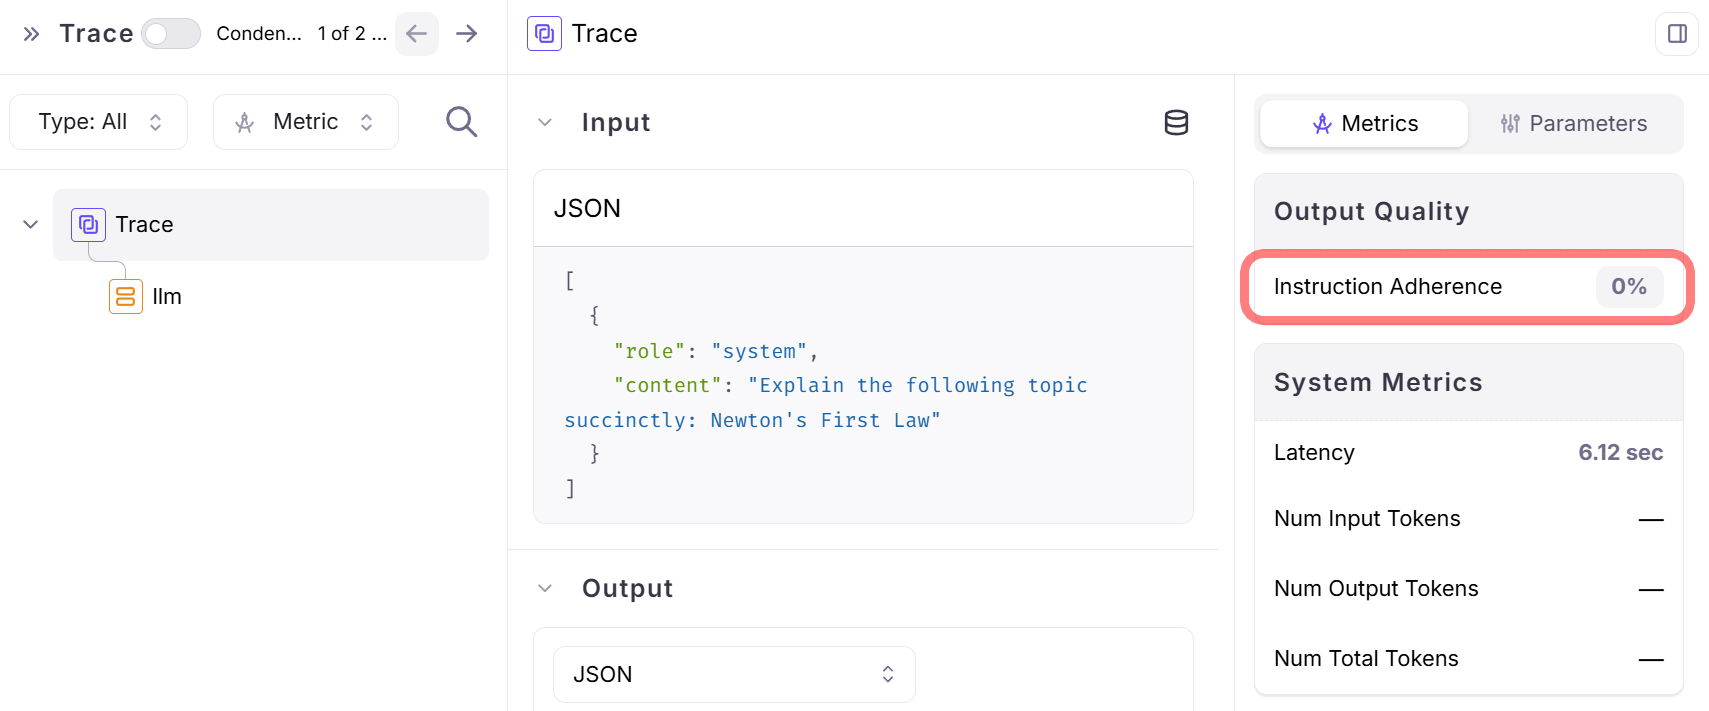 Trace
Conden...
1 of 2 ...
Type: All
Metric
Trace
llm
Trace
Input
JSON
[
{
"role": "system",
"content": "Explain the following topic
succinctly: Newton's First Law"
}
]
Output
JSON
Metrics
Parameters
Output Quality
Instruction Adherence 0%
System Metrics
Latency 6.12 sec
Num Input Tokens —
Num Output Tokens —
Num Total Tokens —